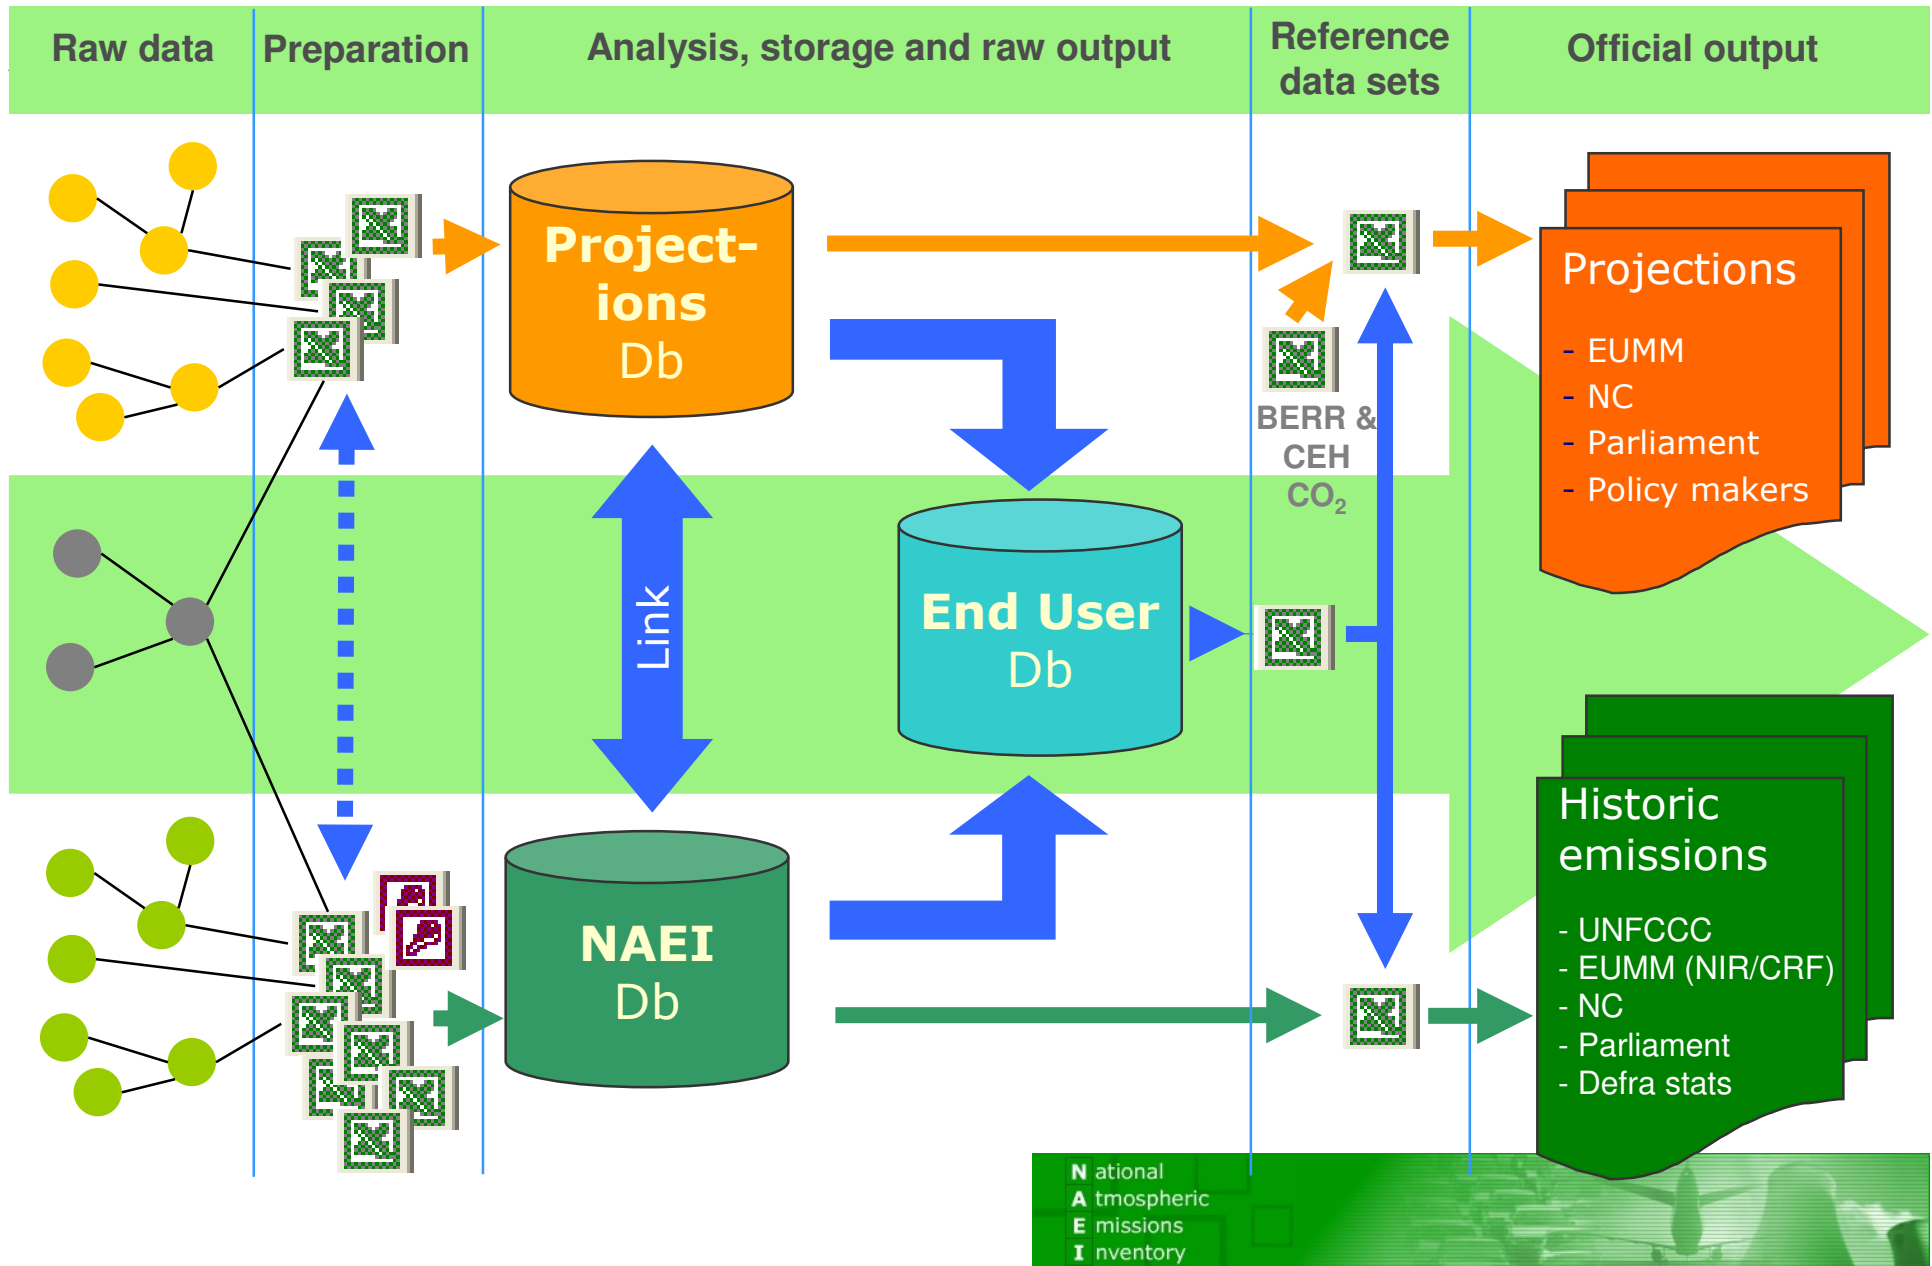 Raw data
Preparation
Analysis, storage and raw output
Reference
data sets
Official output
Project-
ions
Db
Projections
- EUMM
- NC
- Parliament
- Policy makers
BERR &
CEH
CO₂
Link
End User
Db
NAEI
Db
Historic
emissions
- UNFCCC
- EUMM (NIR/CRF)
- NC
- Parliament
- Defra stats
National
Atmospheric
Emissions
Inventory